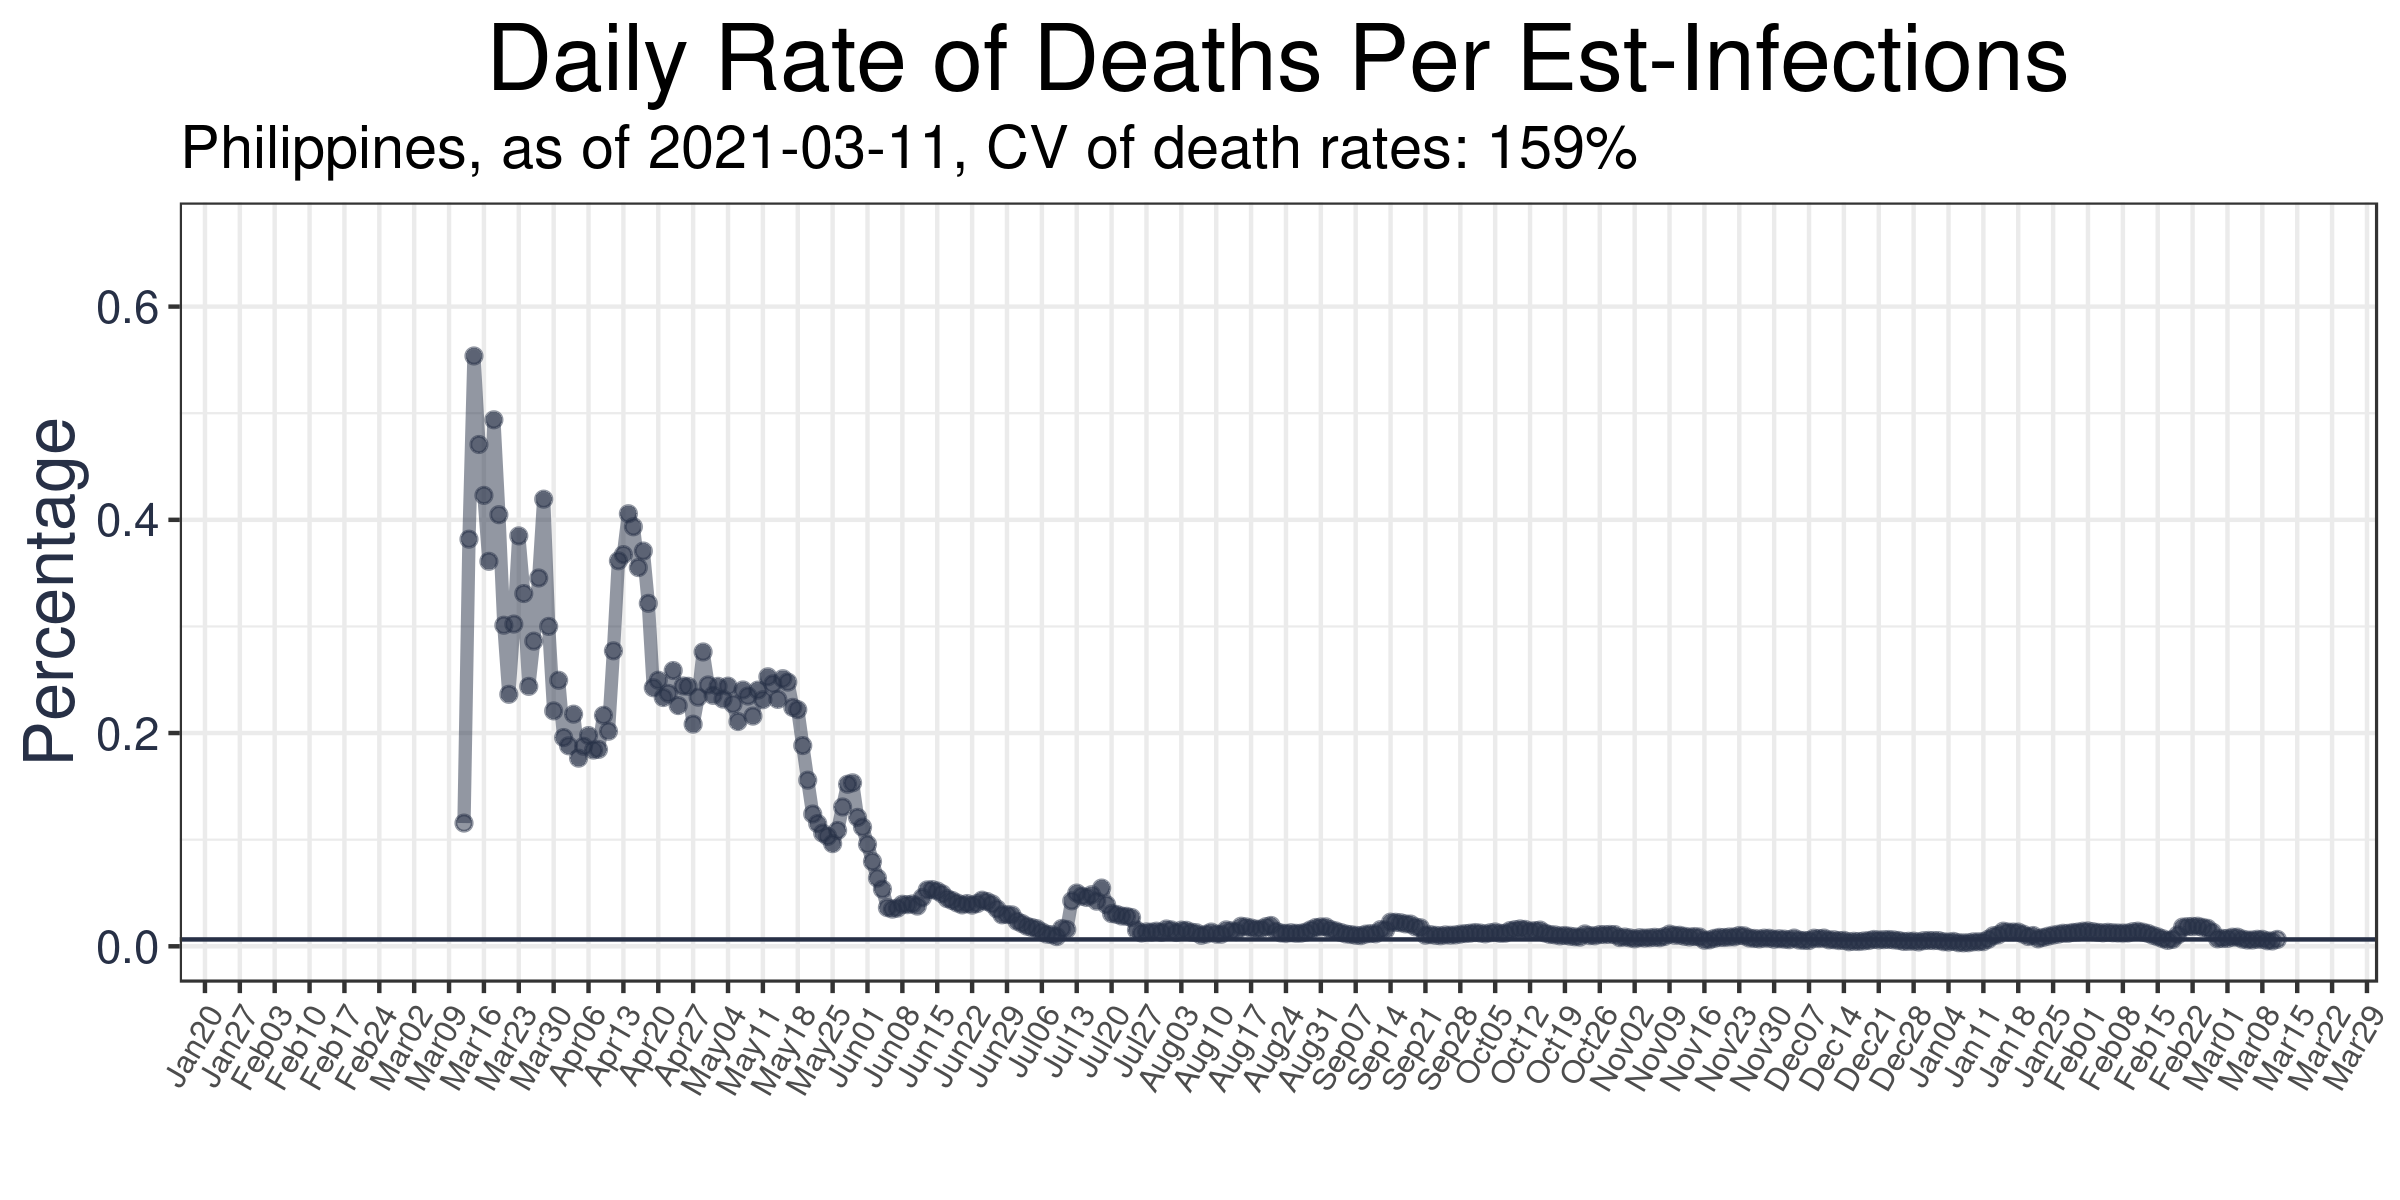 Daily Rate of Deaths Per Est-Infections
Philippines, as of 2021-03-11, CV of death rates: 159%
Percentage
0.6
0.4
0.2
0.0
Jan20
Jan27
Feb03
Feb10
Feb17
Feb24
Mar02
Mar09
Mar16
Mar23
Mar30
Apr06
Apr13
Apr20
Apr27
May04
May11
May18
May25
Jun01
Jun08
Jun15
Jun22
Jun29
Jul06
Jul13
Jul20
Jul27
Aug03
Aug10
Aug17
Aug24
Aug31
Sep07
Sep14
Sep21
Sep28
Oct05
Oct12
Oct19
Oct26
Nov02
Nov09
Nov16
Nov23
Nov30
Nov07
Dec14
Dec21
Dec28
Dec04
Jan11
Jan18
Jan25
Feb01
Feb08
Feb15
Feb22
Mar01
Mar08
Mar15
Mar22
Mar29